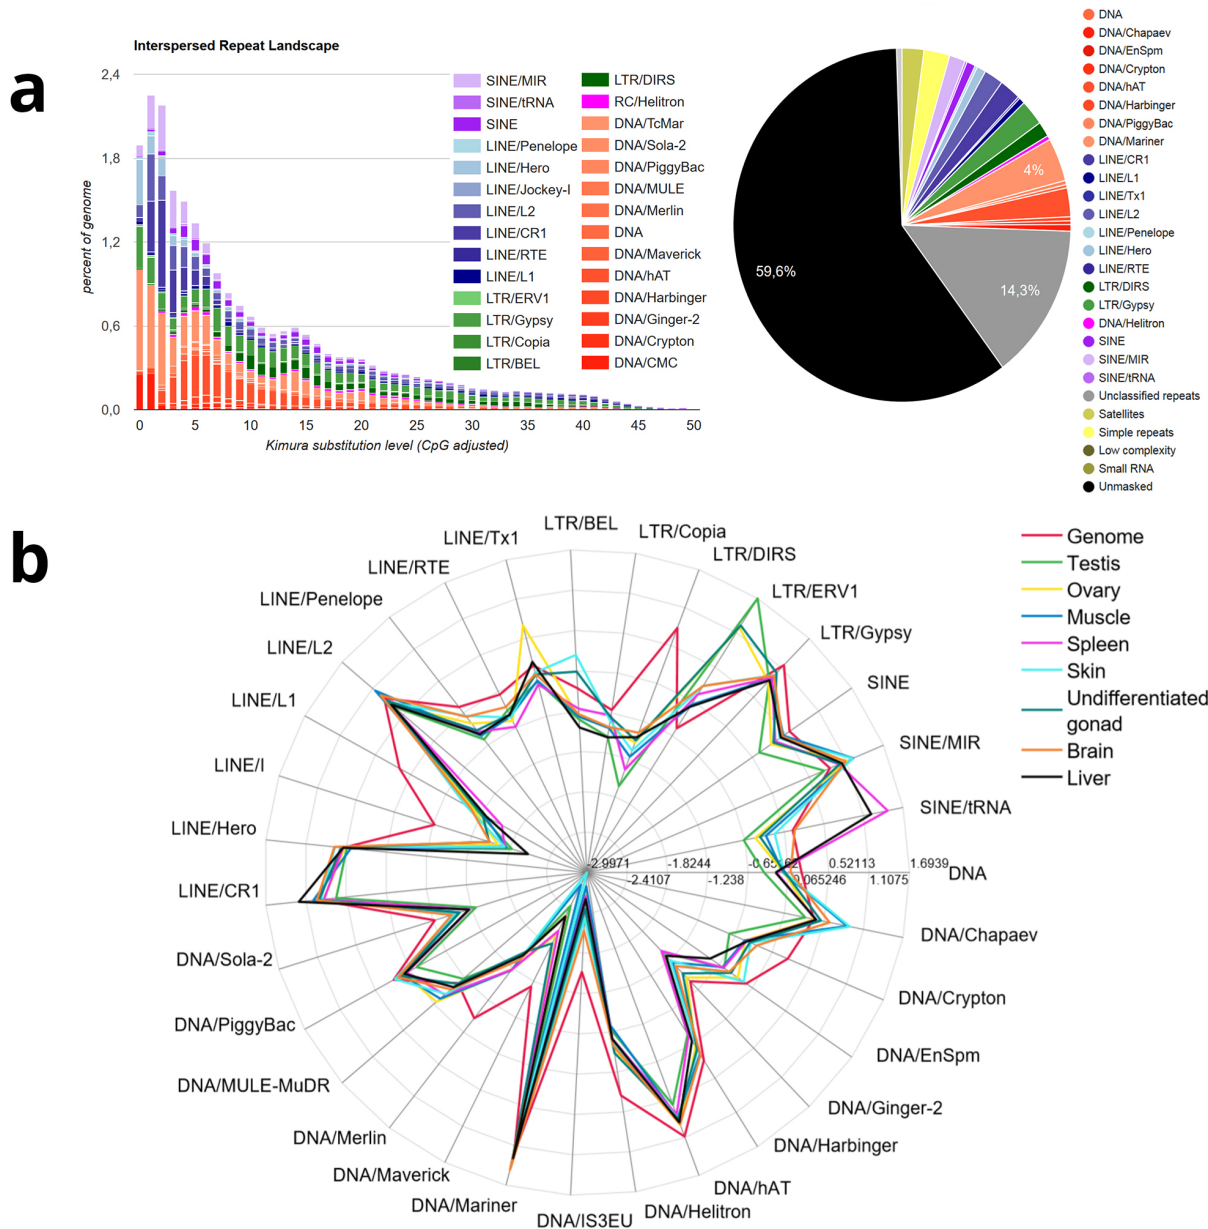 a
Interspersed Repeat Landscape
percent of genome
2,4
1,8
1,2
0,6
0,0
0
5
10
15
20
25
30
35
40
45
50
Kimura substitution level (CpG adjusted)
SINE/MIR
SINE/tRNA
SINE
LINE/Penelope
LINE/Hero
LINE/Jockey-I
LINE/L2
LINE/CR1
LINE/RTE
LINE/L1
LTR/ERV1
LTR/Gypsy
LTR/Copia
LTR/BEL
LTR/DIRS
RC/Helitron
DNA/TcMar
DNA/Sola-2
DNA/PiggyBac
DNA/MULE
DNA/Merlin
DNA
DNA/Maverick
DNA/hAT
DNA/Harbinger
DNA/Ginger-2
DNA/Crypton
DNA/CMC
4%
14,3%
59,6%
DNA
DNA/Chapaev
DNA/EnSpm
DNA/Crypton
DNA/hAT
DNA/Harbinger
DNA/PiggyBac
DNA/Mariner
LINE/CR1
LINE/L1
LINE/Tx1
LINE/L2
LINE/Penelope
LINE/Hero
LINE/RTE
LTR/DIRS
LTR/Gypsy
DNA/Helitron
SINE
SINE/MIR
SINE/tRNA
Unclassified repeats
Satellites
Simple repeats
Low complexity
Small RNA
Unmasked
b
LTR/BEL
LTR/Copia
LTR/DIRS
LTR/ERV1
LTR/Gypsy
SINE
SINE/MIR
SINE/tRNA
DNA
DNA/Chapaev
DNA/Crypton
DNA/EnSpm
DNA/Ginger-2
DNA/Harbinger
DNA/hAT
DNA/Helitron
DNA/IS3EU
DNA/Mariner
DNA/Maverick
DNA/Merlin
DNA/MULE-MuDR
DNA/PiggyBac
DNA/Sola-2
LINE/CR1
LINE/Hero
LINE/I
LINE/L1
LINE/L2
LINE/Penelope
LINE/RTE
LINE/Tx1
-2.9971
-2.4107
-1.8244
-1.238
0.52113
1.1075
1.6939
Genome
Testis
Ovary
Muscle
Spleen
Skin
Undifferentiated
gonad
Brain
Liver